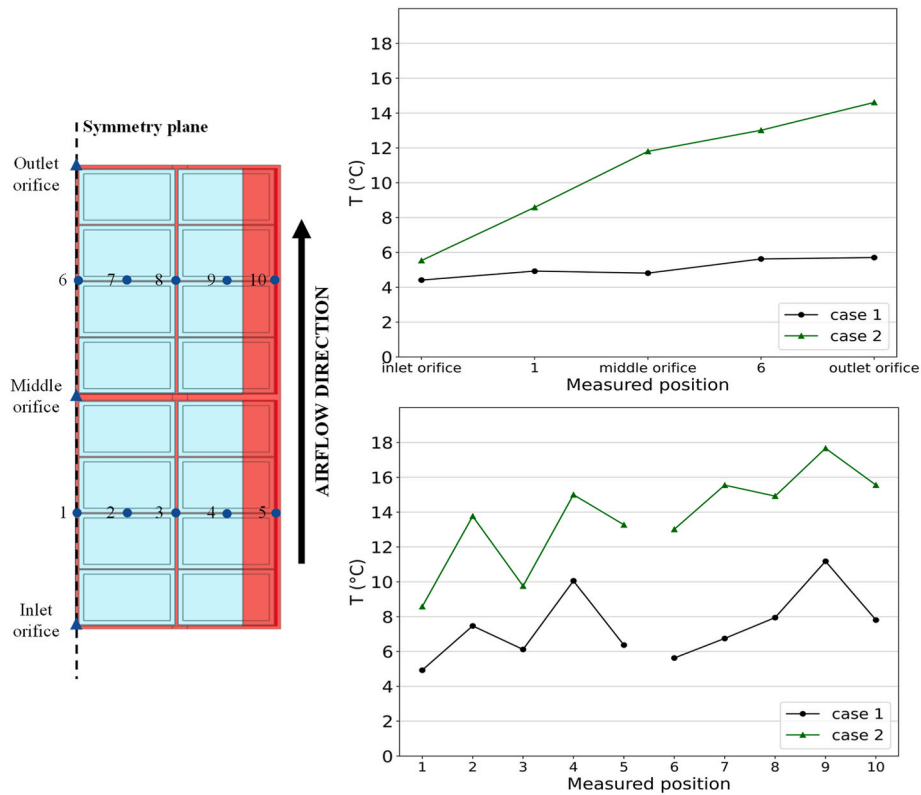 Symmetry plane
Outlet
orifice
6 7 8 9 10
Middle
orifice
1 2 3 4 5
Inlet
orifice
AIRFLOW DIRECTION
T (°C)
18
16
14
12
10
8
6
4
2
0
case 1
case 2
inlet orifice 1 middle orifice 6 outlet orifice
Measured position
T (°C)
18
16
14
12
10
8
6
4
2
0
case 1
case 2
1 2 3 4 5 6 7 8 9 10
Measured position